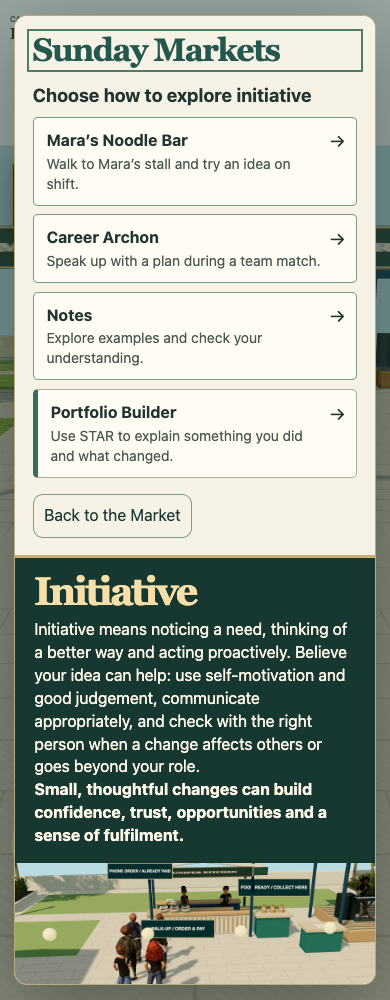 CA
Sunday Markets
Choose how to explore initiative
Mara’s Noodle Bar
Walk to Mara’s stall and try an idea on
shift.
Career Archon
Speak up with a plan during a team match.
Notes
Explore examples and check your
understanding.
Portfolio Builder
Use STAR to explain something you did
and what changed.
Back to the Market
Initiative
Initiative means noticing a need, thinking of
a better way and acting proactively. Believe
your idea can help: use self-motivation and
good judgement, communicate
appropriately, and check with the right
person when a change affects others or
goes beyond your role.
Small, thoughtful changes can build
confidence, trust, opportunities and a
sense of fulfilment.
PHONE ORDER / ALREADY PAID
KITCHEN
READY / COLLECT HERE
WALK-UP / ORDER & PAY